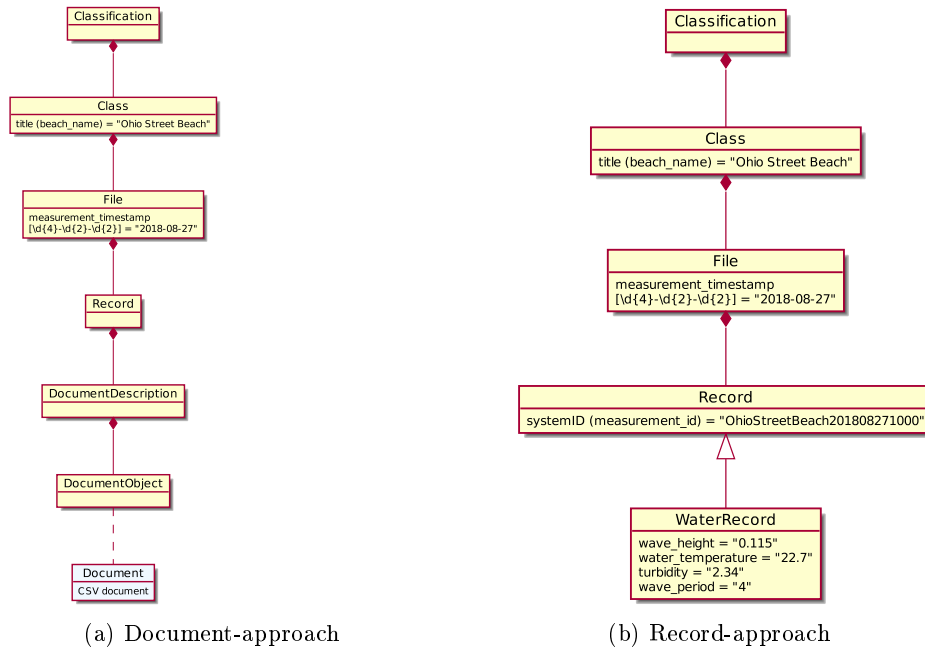 Classification
Class
title (beach_name) = "Ohio Street Beach"
File
measurement_timestamp
[\d{4}-\d{2}-\d{2}] = "2018-08-27"
Record
DocumentDescription
DocumentObject
Document
CSV document
(a) Document-approach
Classification
Class
title (beach_name) = "Ohio Street Beach"
File
measurement_timestamp
[\d{4}-\d{2}-\d{2}] = "2018-08-27"
Record
systemID (measurement_id) = "OhioStreetBeach201808271000"
WaterRecord
wave_height = "0.115"
water_temperature = "22.7"
turbidity = "2.34"
wave_period = "4"
(b) Record-approach